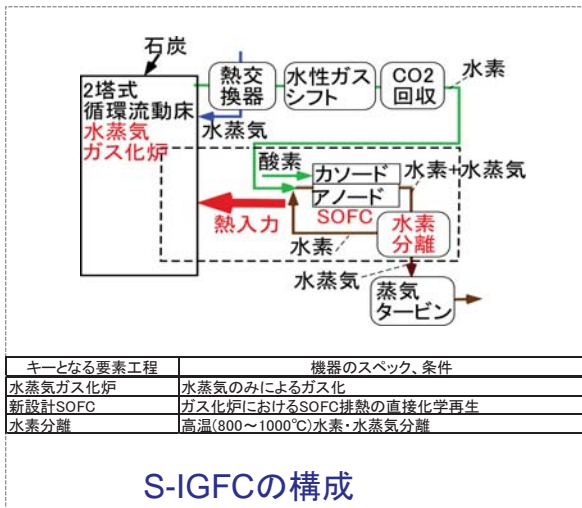 石炭
2塔式
循環流動床
水蒸気
ガス化炉
熱交
換器
水性ガス
シフト
CO2
回収
水素
水蒸気
酸素
カソード
アノード
SOFC
水素+水蒸気
熱入力
水素
水素
分離
水蒸気
蒸気
タービン
キーとなる要素工程 機器のスペック、条件
水蒸気ガス化炉 水蒸気のみによるガス化
新設計SOFC ガス化炉におけるSOFC排熱の直接化学再生
水素分離 高温(800～1000℃)水素・水蒸気分離
S-IGFCの構成